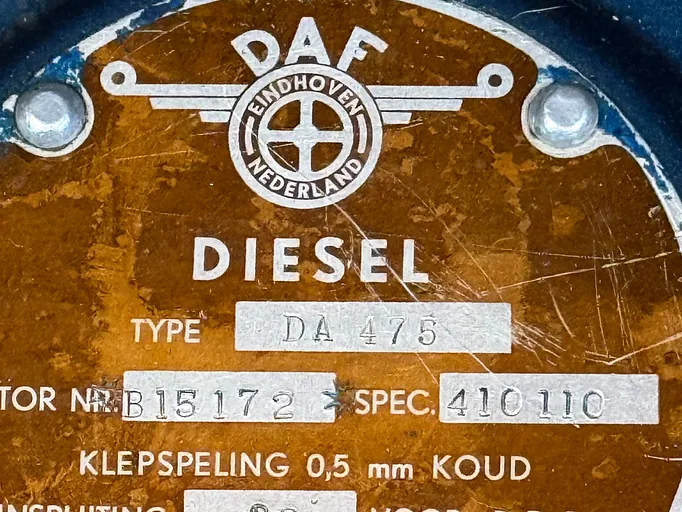 DAF
EINDHOVEN
NEDERLAND
DIESEL
TYPE DA 475
TOR NR. B15172 * SPEC. 410110
KLEPSPELING 0,5 mm KOUD